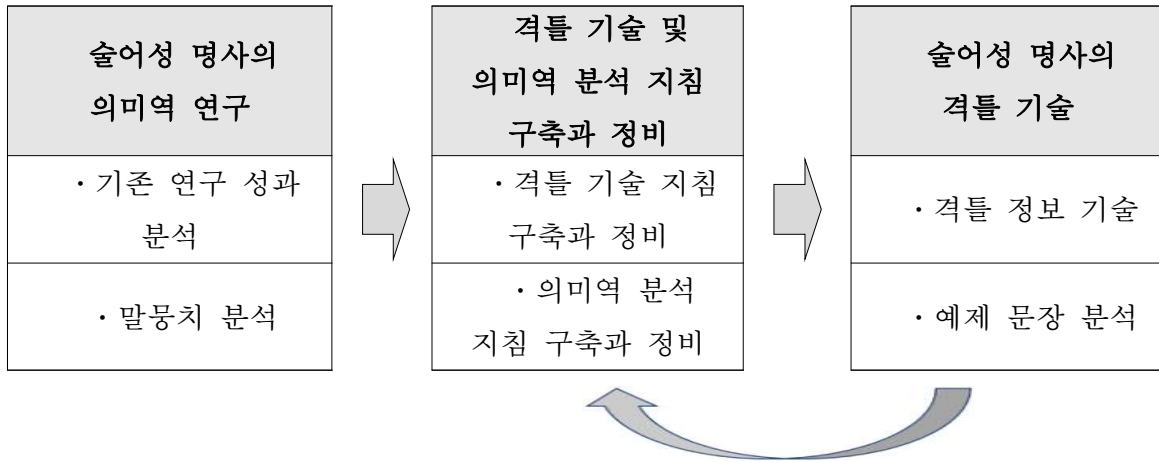 술어성 명사의
의미역 연구
・기존 연구 성과
분석
・말뭉치 분석
격틀 기술 및
의미역 분석 지침
구축과 정비
・격틀 기술 지침
구축과 정비
・의미역 분석
지침 구축과 정비
술어성 명사의
격틀 기술
・격틀 정보 기술
・예제 문장 분석